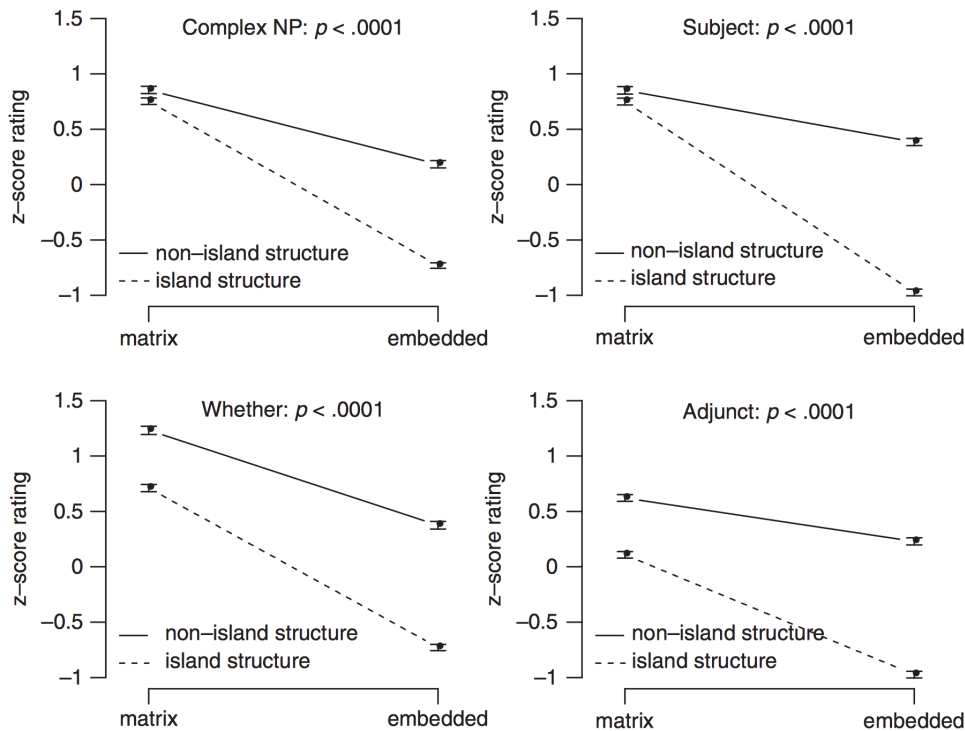 Complex NP: p < .0001
z–score rating
1.5
1
0.5
0
–0.5
–1
non–island structure
island structure
matrix embedded
Subject: p < .0001
z–score rating
1.5
1
0.5
0
–0.5
–1
non–island structure
island structure
matrix embedded
Whether: p < .0001
z–score rating
1.5
1
0.5
0
–0.5
–1
non–island structure
island structure
matrix embedded
Adjunct: p < .0001
z–score rating
1.5
1
0.5
0
–0.5
–1
non–island structure
island structure
matrix embedded